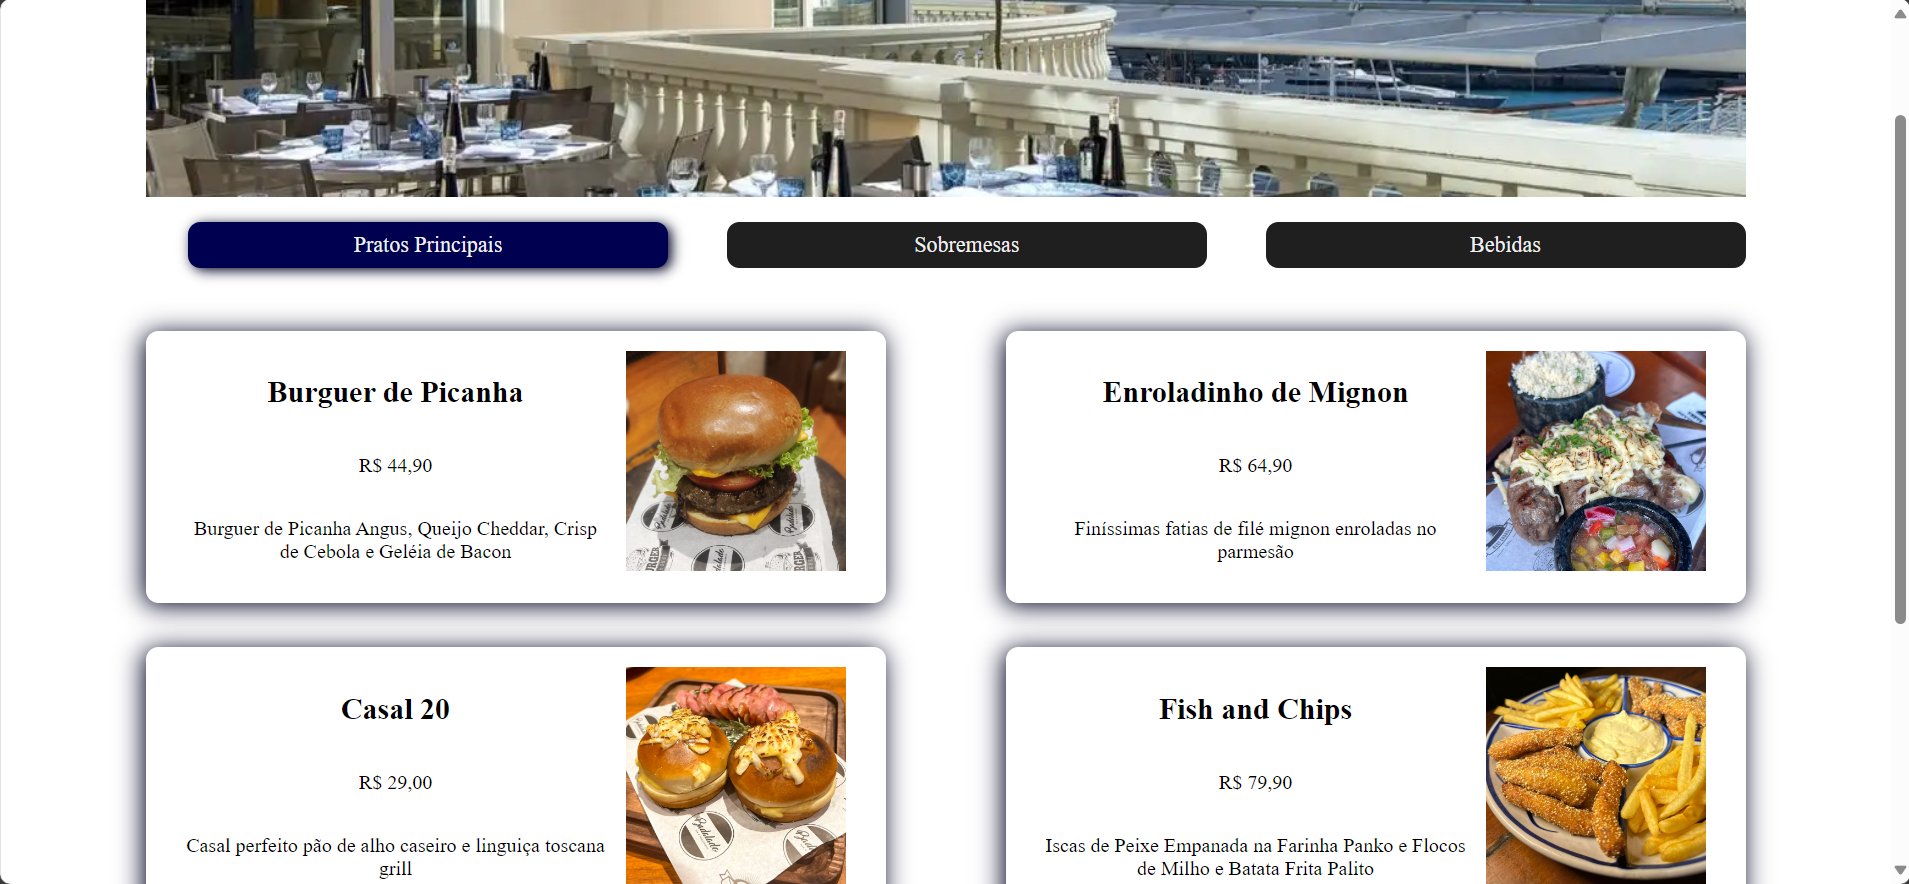 Pratos Principais
Sobremesas
Bebidas
Burguer de Picanha
R$ 44,90
Burguer de Picanha Angus, Queijo Cheddar, Crisp
de Cebola e Geléia de Bacon
Enroladinho de Mignon
R$ 64,90
Finíssimas fatias de filé mignon enroladas no
parmesão
Casal 20
R$ 29,00
Casal perfeito pão de alho caseiro e linguiça toscana
grill
Fish and Chips
R$ 79,90
Iscas de Peixe Empanada na Farinha Panko e Flocos
de Milho e Batata Frita Palito